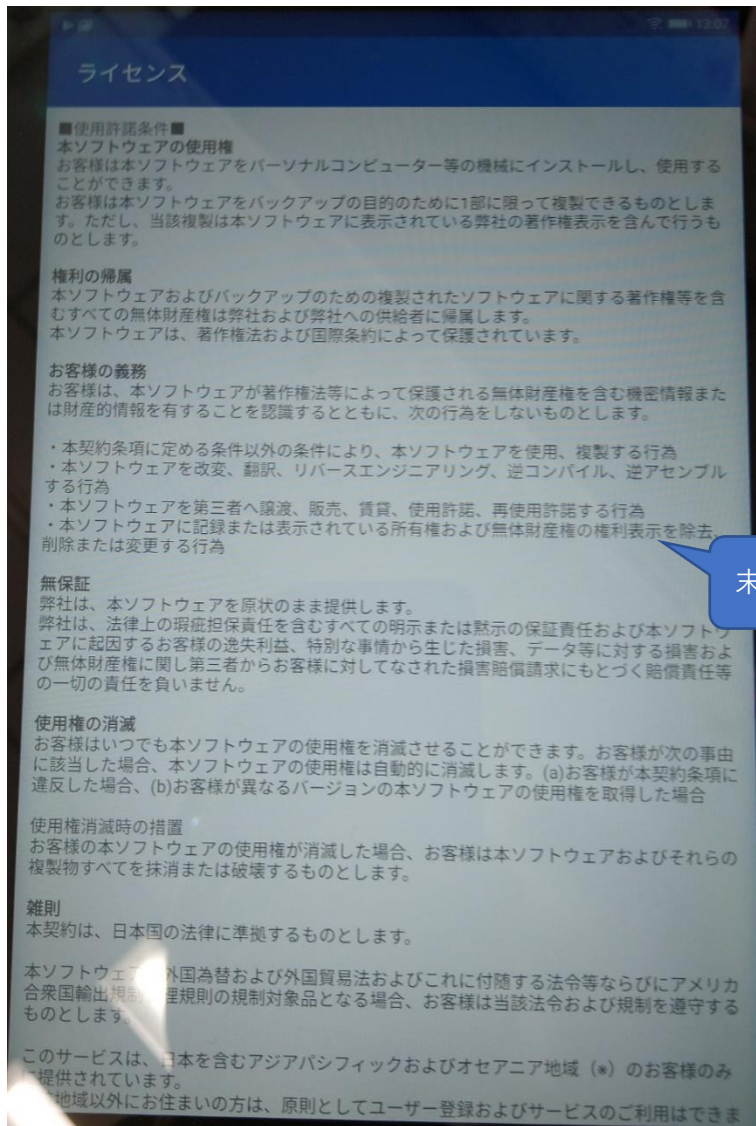 13:07
ライセンス
■使用許諾条件■
本ソフトウェアの使用権
お客様は本ソフトウェアをパーソナルコンピューター等の機械にインストールし、使用する
ことができます。
お客様は本ソフトウェアをバックアップの目的のために1部に限って複製できるものとしま
す。ただし、当該複製は本ソフトウェアに表示されている弊社の著作権表示を含んで行うも
のとします。
権利の帰属
本ソフトウェアおよびバックアップのための複製されたソフトウェアに関する著作権等を含
むすべての無体財産権は弊社および弊社への供給者に帰属します。
本ソフトウェアは、著作権法および国際条約によって保護されています。
お客様の義務
お客様は、本ソフトウェアが著作権法等によって保護される無体財産権を含む機密情報また
は財産的情報を有することを認識するとともに、次の行為をしないものとします。
・本契約条項に定める条件以外の条件により、本ソフトウェアを使用、複製する行為
・本ソフトウェアを改変、翻訳、リバースエンジニアリング、逆コンパイル、逆アセンブル
する行為
・本ソフトウェアを第三者へ譲渡、販売、賃貸、使用許諾、再使用許諾する行為
・本ソフトウェアに記録または表示されている所有権および無体財産権の権利表示を除去、
削除または変更する行為
末
無保証
弊社は、本ソフトウェアを原状のまま提供します。
弊社は、法律上の瑕疵担保責任を含むすべての明示または黙示の保証責任および本ソフトウ
ェアに起因するお客様の逸失利益、特別な事情から生じた損害、データ等に対する損害およ
び無体財産権に関し第三者からお客様に対してなされた損害賠償請求にもとづく賠償責任等
の一切の責任を負いません。
使用権の消滅
お客様はいつでも本ソフトウェアの使用権を消滅させることができます。お客様が次の事由
に該当した場合、本ソフトウェアの使用権は自動的に消滅します。(a)お客様が本契約条項に
違反した場合、(b)お客様が異なるバージョンの本ソフトウェアの使用権を取得した場合
使用権消滅時の措置
お客様の本ソフトウェアの使用権が消滅した場合、お客様は本ソフトウェアおよびそれらの
複製物すべてを抹消または破壊するものとします。
雑則
本契約は、日本国の法律に準拠するものとします。
本ソフトウェア 外国為替および外国貿易法およびこれに付随する法令等ならびにアメリカ
合衆国輸出規制 理規則の規制対象品となる場合、お客様は当該法令および規制を遵守する
ものとします。
このサービスは、日本を含むアジアパシフィックおよびオセアニア地域（※）のお客様のみ
に提供されています。
地域以外にお住まいの方は、原則としてユーザー登録およびサービスのご利用はできま